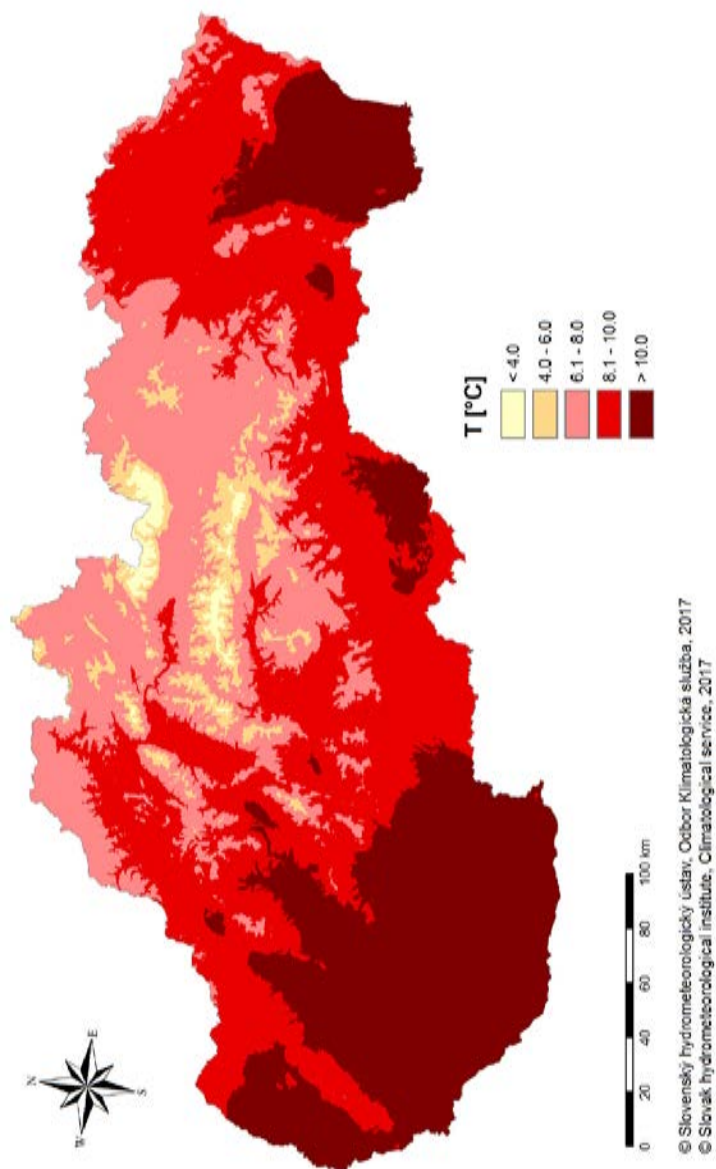 N
W
E
S
T [°C]
< 4.0
4.0 - 6.0
6.1 - 8.0
8.1 - 10.0
> 10.0
0 20 40 60 80 100 km
© Slovenský hydrometeorologický ústav, Odbor Klimatologická služba, 2017
© Slovak hydrometeorological institute, Climatological service, 2017